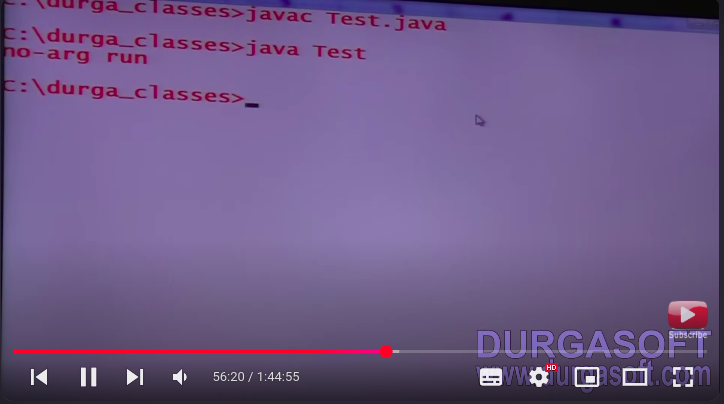 C:\durga_classes>javac Test.java
C:\durga_classes>java Test
no-arg run
C:\durga_classes>
Subscribe
DURGASOFT
www.durgasoft.com
HD
56:20 / 1:44:55